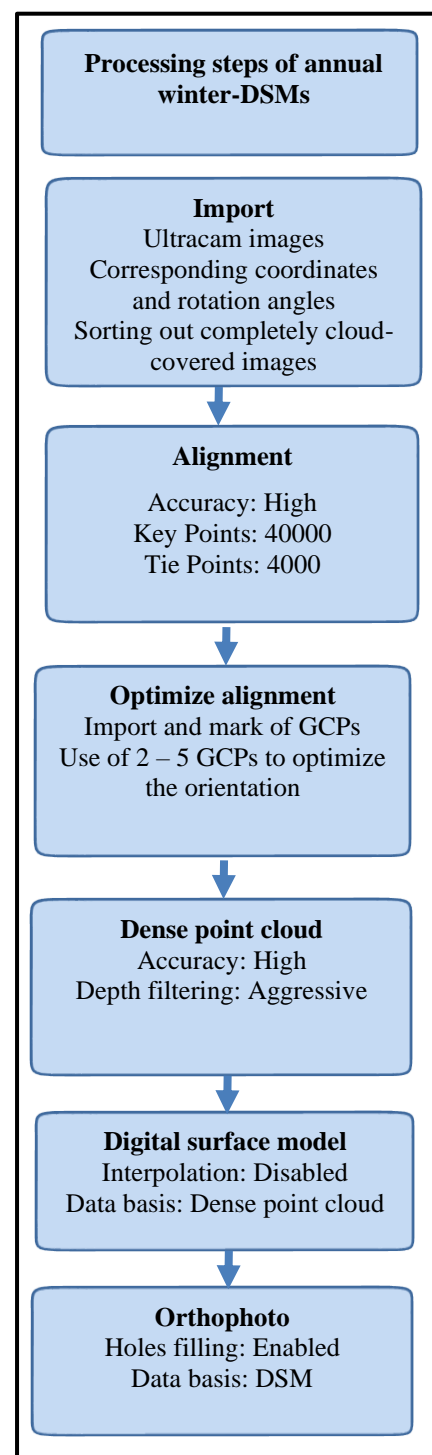 Processing steps of annual
winter-DSMs
Import
Ultracam images
Corresponding coordinates
and rotation angles
Sorting out completely cloud-
covered images
Alignment
Accuracy: High
Key Points: 40000
Tie Points: 4000
Optimize alignment
Import and mark of GCPs
Use of 2 – 5 GCPs to optimize
the orientation
Dense point cloud
Accuracy: High
Depth filtering: Aggressive
Digital surface model
Interpolation: Disabled
Data basis: Dense point cloud
Orthophoto
Holes filling: Enabled
Data basis: DSM